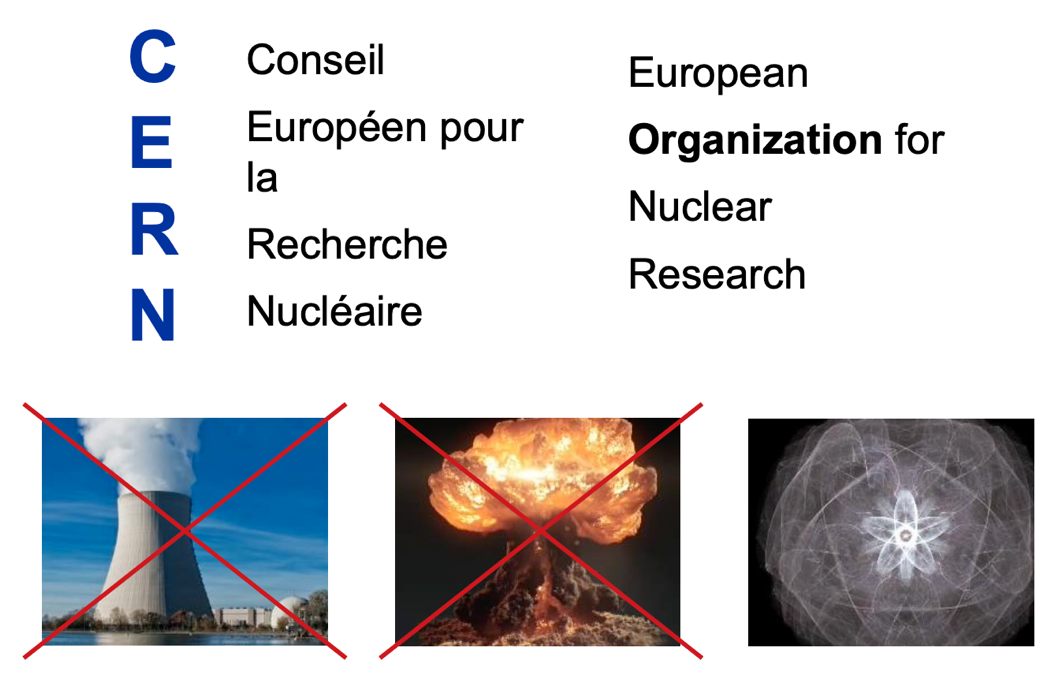 C
E
R
N
Conseil
Européen pour
la
Recherche
Nucléaire
European
Organization for
Nuclear
Research